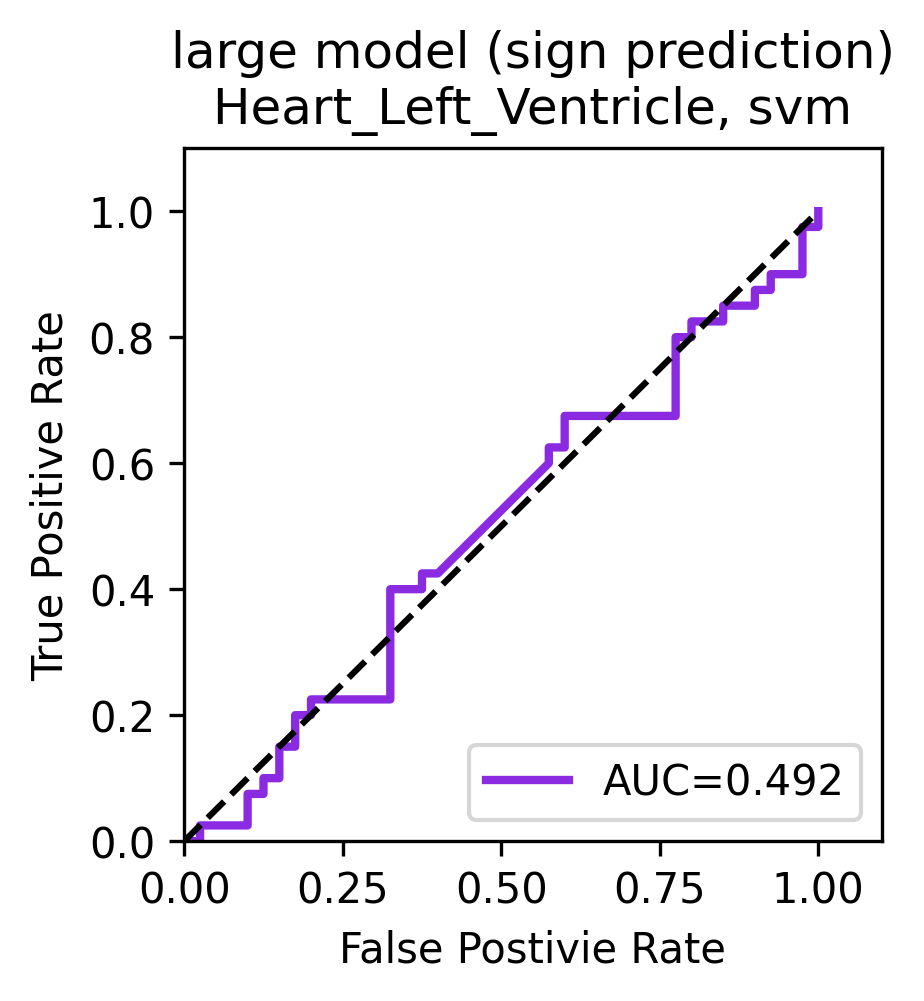 large model (sign prediction)
Heart_Left_Ventricle, svm
True Positive Rate
1.0
0.8
0.6
0.4
0.2
0.0
AUC=0.492
0.00 0.25 0.50 0.75 1.00
False Postivie Rate